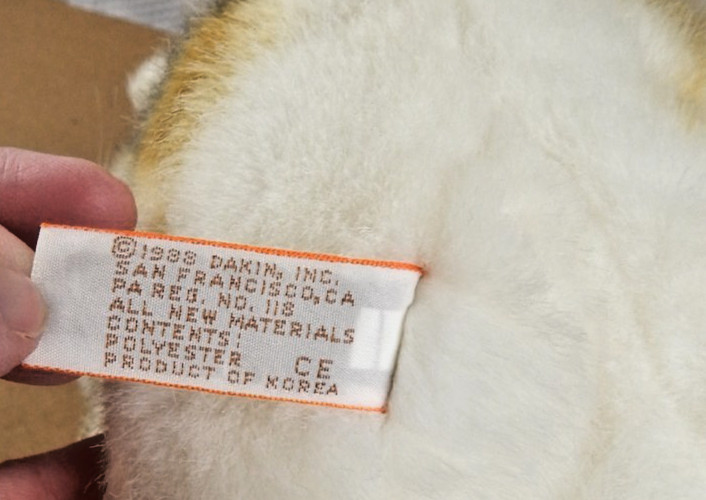 ©1988 DAKIN, INC.
SAN FRANCISCO, CA
PA REG. NO. 118
ALL NEW MATERIALS
CONTENTS:
POLYESTER CE
PRODUCT OF KOREA